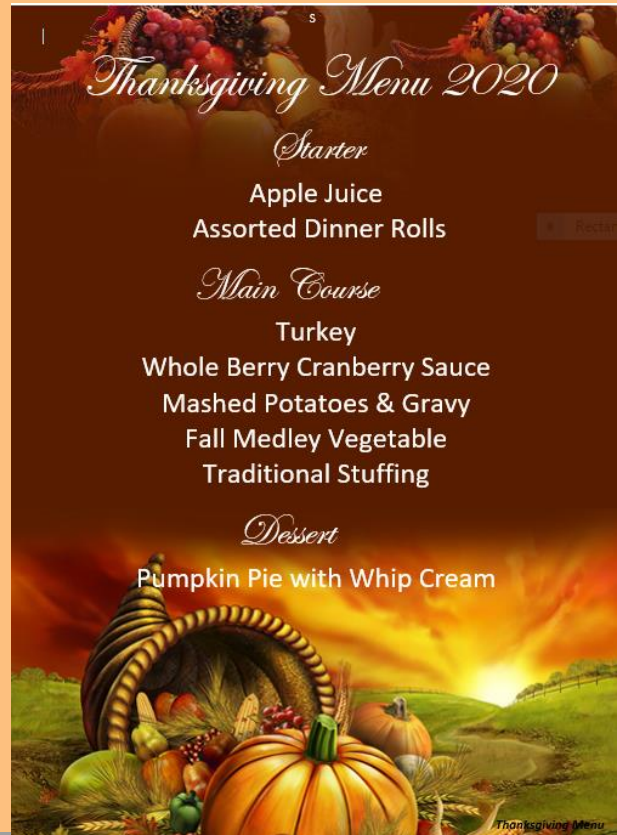 s
Thanksgiving Menu 2020
Starter
Apple Juice
Assorted Dinner Rolls
Main Course
Turkey
Whole Berry Cranberry Sauce
Mashed Potatoes & Gravy
Fall Medley Vegetable
Traditional Stuffing
Dessert
Pumpkin Pie with Whip Cream
Thanksgiving Menu